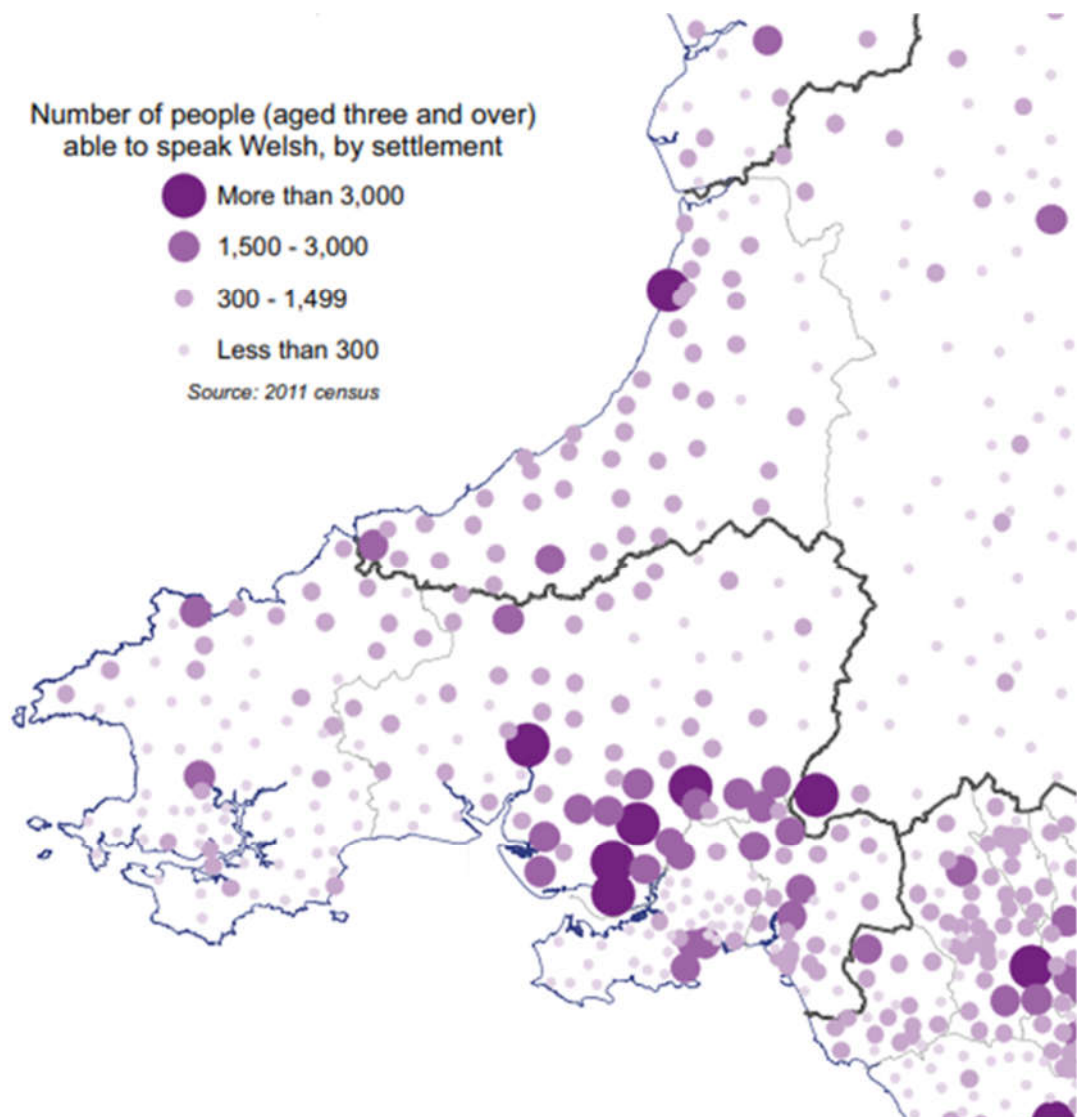 Number of people (aged three and over)
able to speak Welsh, by settlement
More than 3,000
1,500 - 3,000
300 - 1,499
Less than 300
Source: 2011 census